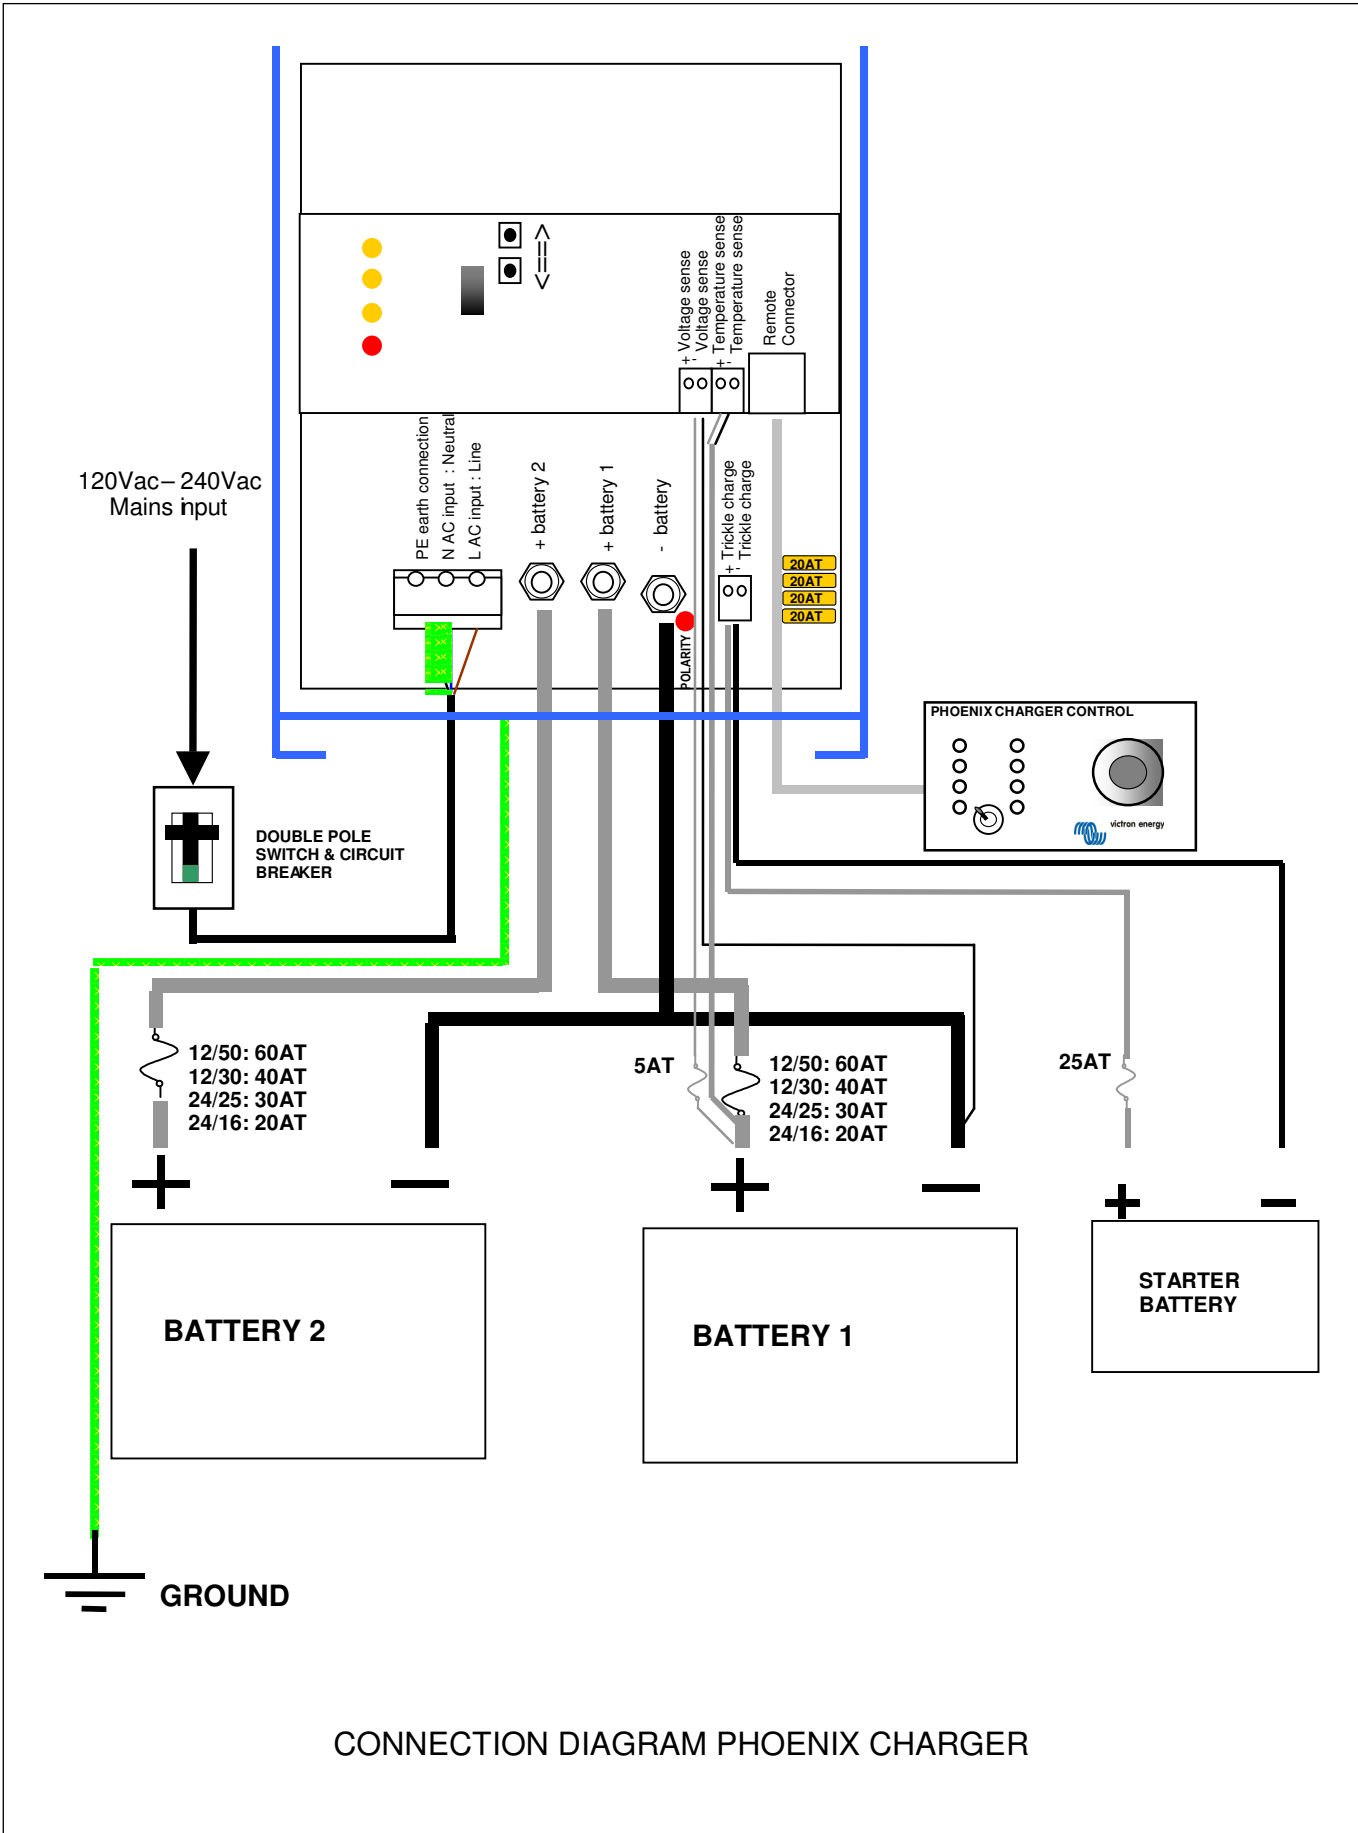 <==>
+ Voltage sense
- Voltage sense
+ Temperature sense
- Temperature sense
Remote
Connector
120Vac– 240Vac
Mains input
PE earth connection
N AC input : Neutral
L AC input : Line
+ battery 2
+ battery 1
- battery
+ Trickle charge
- Trickle charge
20AT
20AT
20AT
20AT
POLARITY
PHOENIX CHARGER CONTROL
victron energy
DOUBLE POLE
SWITCH & CIRCUIT
BREAKER
12/50: 60AT
12/30: 40AT
24/25: 30AT
24/16: 20AT
5AT
12/50: 60AT
12/30: 40AT
24/25: 30AT
24/16: 20AT
25AT
+
–
+
–
+
–
BATTERY 2
BATTERY 1
STARTER
BATTERY
GROUND
CONNECTION DIAGRAM PHOENIX CHARGER